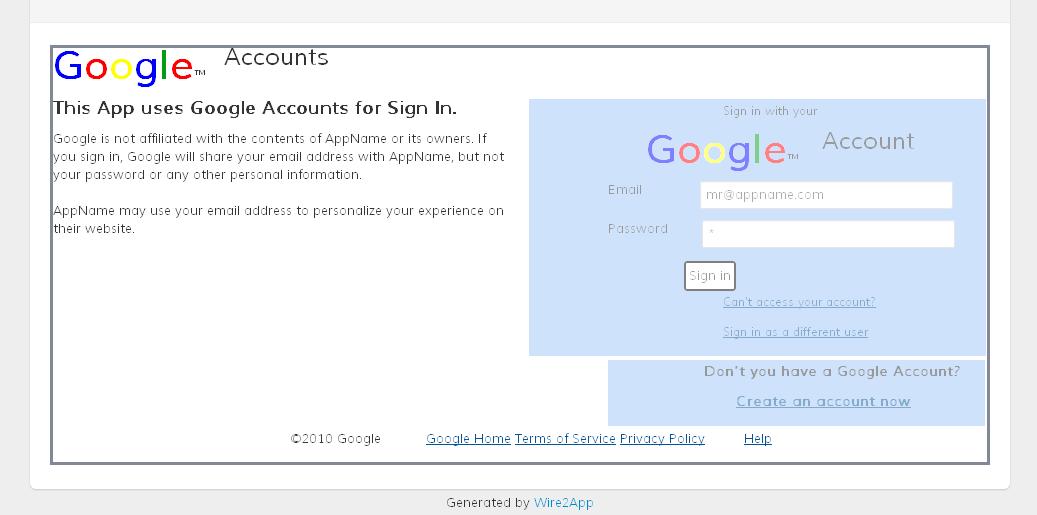 Google™ Accounts
This App uses Google Accounts for Sign In.
Google is not affiliated with the contents of AppName or its owners. If
you sign in, Google will share your email address with AppName, but not
your password or any other personal information.
AppName may use your email address to personalize your experience on
their website.
Sign in with your
Google™ Account
Email mr@appname.com
Password *
Sign in
Can't access your account?
Sign in as a different user
Don't you have a Google Account?
Create an account now
©2010 Google Google Home Terms of Service Privacy Policy Help
Generated by Wire2App